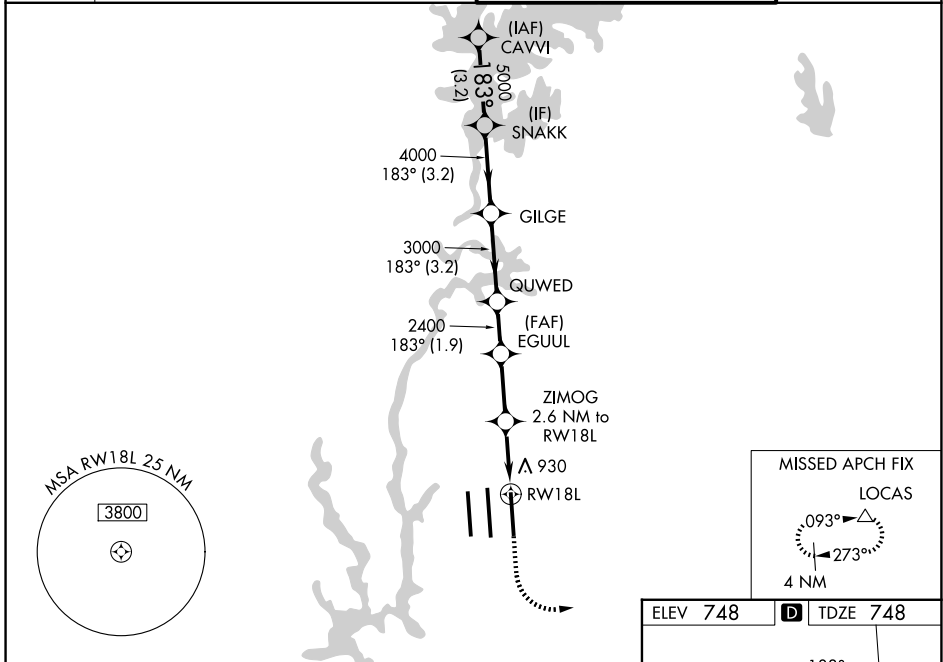 (IAF)
CAVVI
5000
183°
(3.2)
(IF)
SNAKK
4000
183° (3.2)
GILGE
3000
183° (3.2)
QUWED
2400
183° (1.9)
(FAF)
EGUUL
ZIMOG
2.6 NM to
RW18L
930
RW18L
MSA RW18L 25 NM
3800
MISSED APCH FIX
LOCAS
093°
273°
4 NM
ELEV 748 D TDZE 748